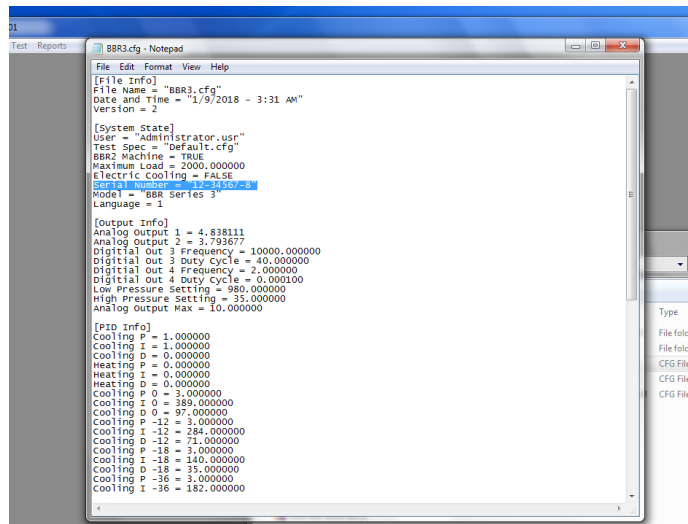 01
Test Reports
BBR3.cfg - Notepad
File Edit Format View Help
[File Info]
File Name = "BBR3.cfg"
Date and Time = "1/9/2018 - 3:31 AM"
Version = 2
[System State]
User = "Administrator.usr"
Test Spec = "Default.cfg"
BBR2 Machine = TRUE
Maximum Load = 2000.000000
Electric Cooling = FALSE
Serial Number = "12-34567-8"
Model = "BBR Series 3"
Language = 1
[Output Info]
Analog Output 1 = 4.838111
Analog Output 2 = 3.793677
Digitial Out 3 Frequency = 10000.000000
Digitial Out 3 Duty Cycle = 40.000000
Digitial Out 4 Frequency = 2.000000
Digitial Out 4 Duty Cycle = 0.000100
Low Pressure Setting = 980.000000
High Pressure Setting = 35.000000
Analog Output Max = 10.000000
[PID Info]
Cooling P = 1.000000
Cooling I = 1.000000
Cooling D = 0.000000
Heating P = 0.000000
Heating I = 0.000000
Heating D = 0.000000
Cooling P 0 = 3.000000
Cooling I 0 = 389.000000
Cooling D 0 = 97.000000
Cooling P -12 = 3.000000
Cooling I -12 = 284.000000
Cooling D -12 = 71.000000
Cooling P -18 = 3.000000
Cooling I -18 = 140.000000
Cooling D -18 = 35.000000
Cooling P -36 = 3.000000
Cooling I -36 = 182.000000
Type
File fold
File fold
CFG File
CFG File
CFG File